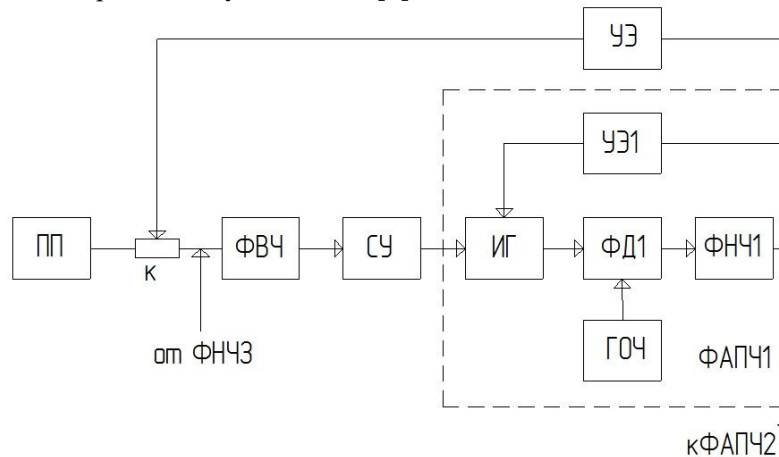 УЭ
УЭ1
ПП
к
ФВЧ
СУ
ИГ
ФД1
ФНЧ1
от ФНЧ3
ГОЧ
ФАПЧ1
кФАПЧ2